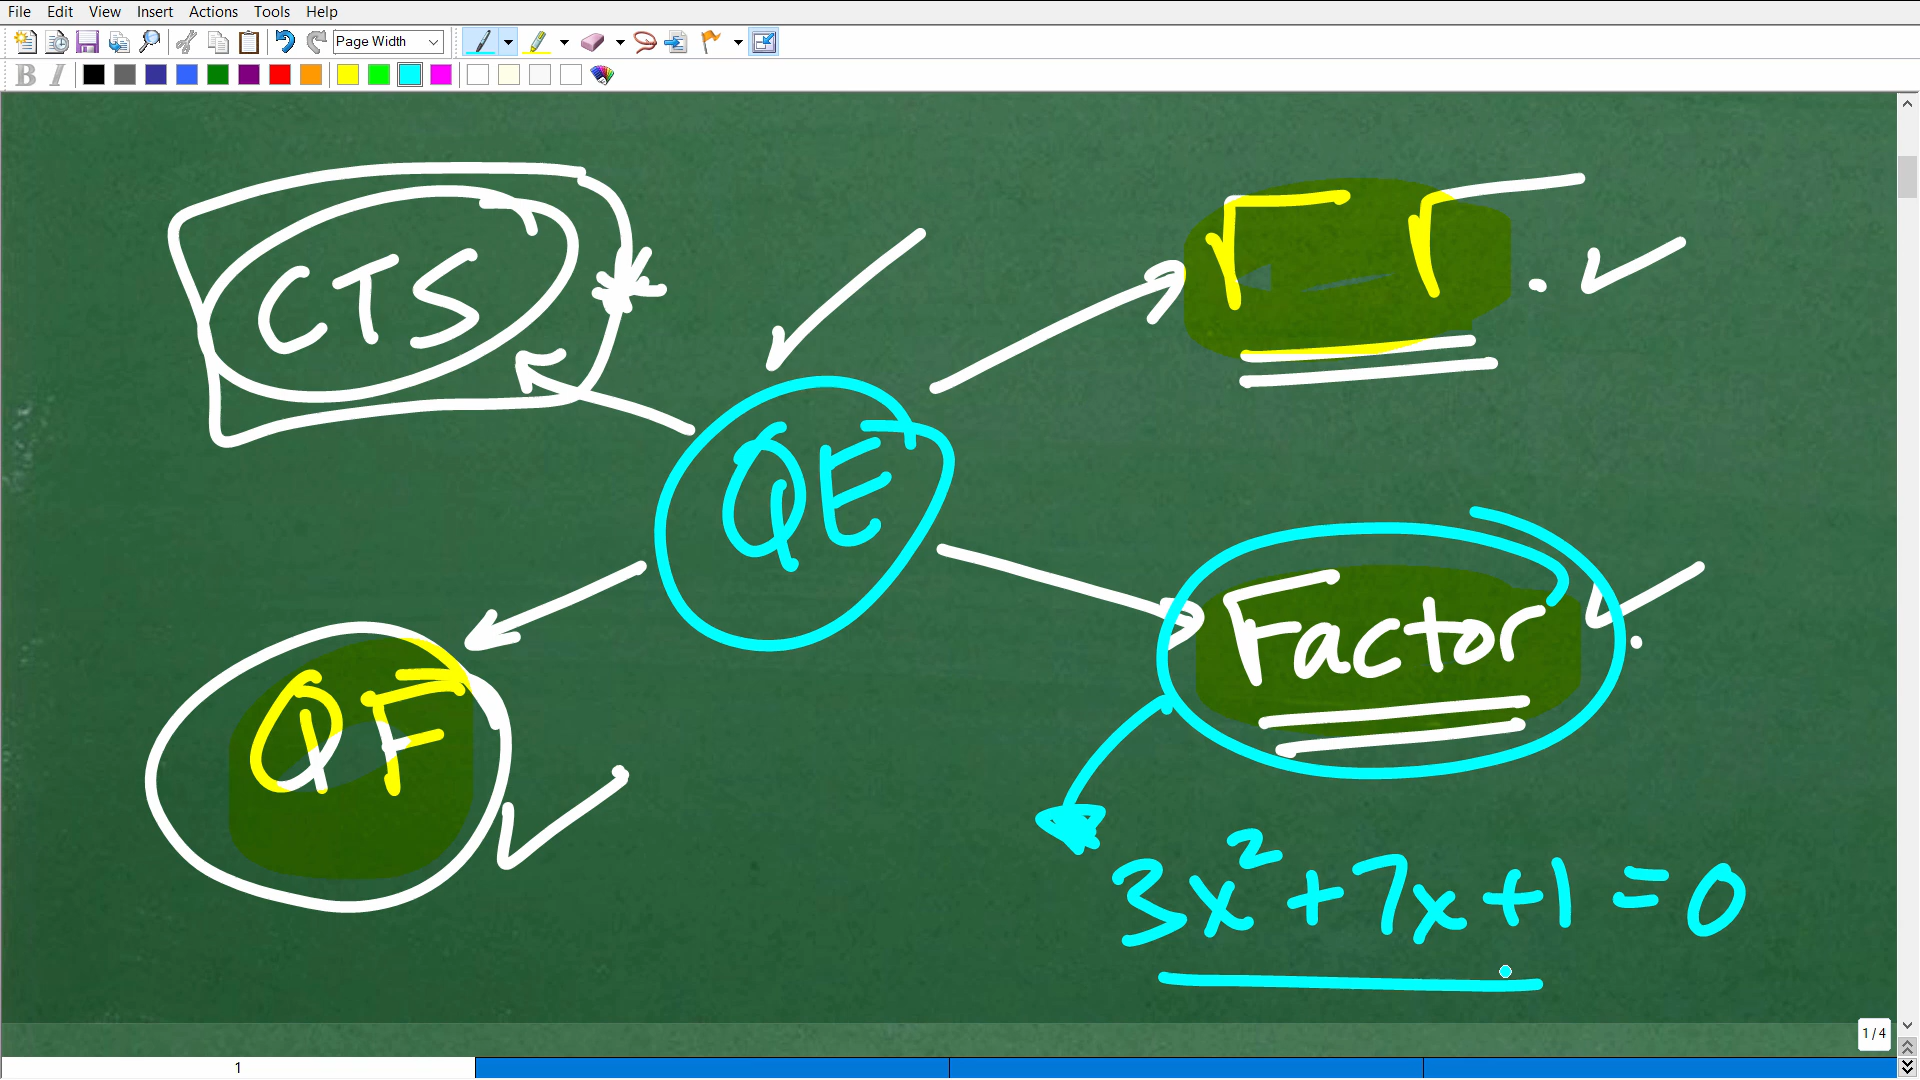 File Edit View Insert Actions Tools Help
Page Width
B I
CTS
QE
QF
Factor
3x²+7x+1=0
1 / 4
1